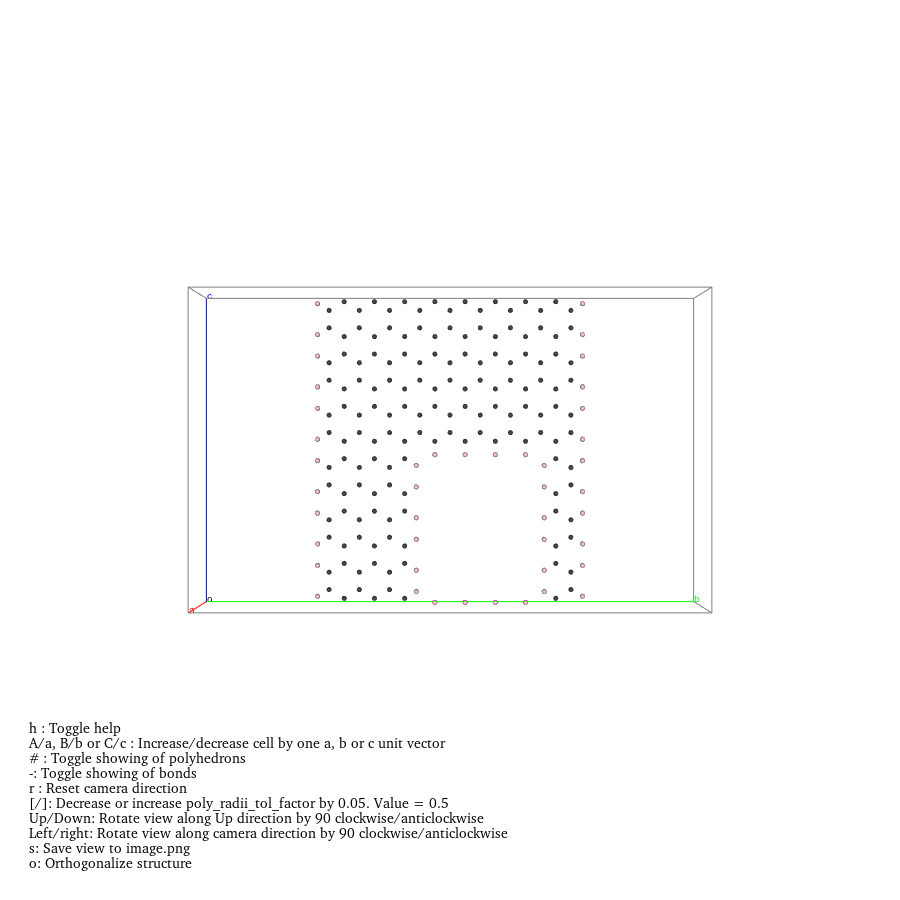 c
o
a
b
h : Toggle help
A/a, B/b or C/c : Increase/decrease cell by one a, b or c unit vector
# : Toggle showing of polyhedrons
-: Toggle showing of bonds
r : Reset camera direction
[/]: Decrease or increase poly_radii_tol_factor by 0.05. Value = 0.5
Up/Down: Rotate view along Up direction by 90 clockwise/anticlockwise
Left/right: Rotate view along camera direction by 90 clockwise/anticlockwise
s: Save view to image.png
o: Orthogonalize structure